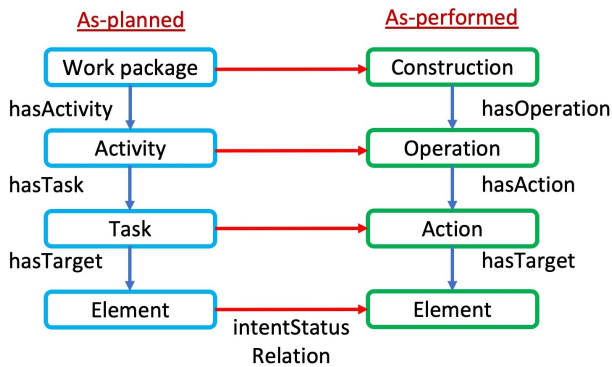 As-planned
As-performed
Work package
Construction
hasActivity
hasOperation
Activity
Operation
hasTask
hasAction
Task
Action
hasTarget
hasTarget
Element
Element
intentStatus
Relation